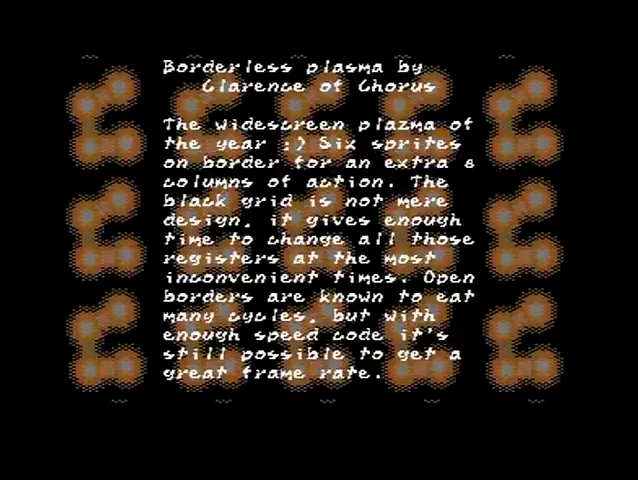 Borderless plasma by
Clarence of Chorus
The widescreen plazma of
the year :) Six sprites
on border for an extra 6
columns of action. The
black grid is not mere
design, it gives enough
time to change all those
registers at the most
inconvenient times. Open
borders are known to eat
many cycles, but with
enough speed code it's
still possible to get a
great frame rate.